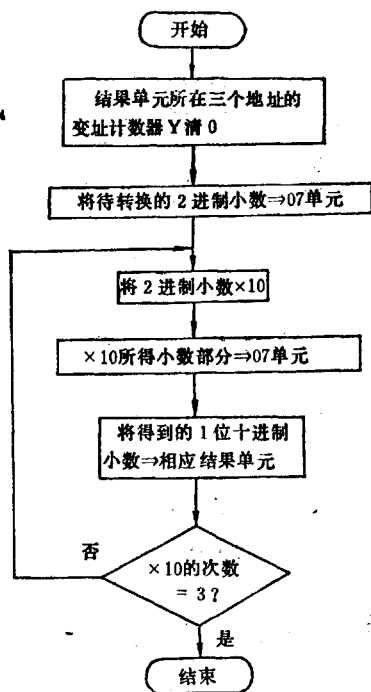 开始
结果单元所在三个地址的
变址计数器Y清0
将待转换的2进制小数⇒07单元
将2进制小数×10
×10所得小数部分⇒07单元
将得到的1位十进制
小数⇒相应结果单元
否
×10的次数
=3?
是
结束